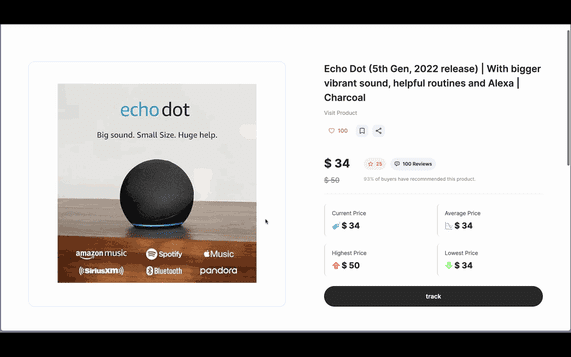 echo dot
Big sound. Small Size. Huge help.
amazon music
Spotify
Music
((SiriusXM))
Bluetooth
pandora
Echo Dot (5th Gen, 2022 release) | With bigger
vibrant sound, helpful routines and Alexa |
Charcoal
Visit Product
100
$ 34
25
100 Reviews
$ 50
93% of buyers have recommended this product.
Current Price
$ 34
Average Price
$ 34
Highest Price
$ 50
Lowest Price
$ 34
track